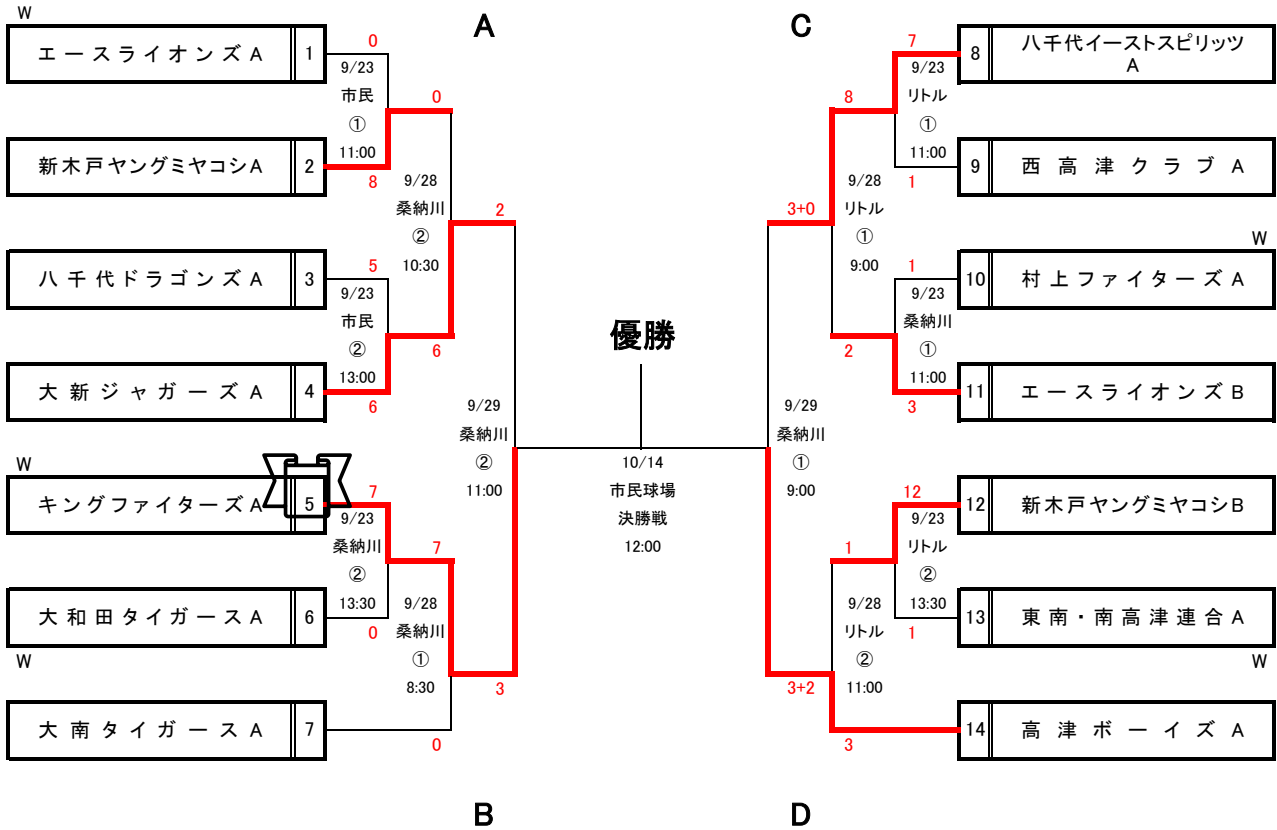 W
A
C
エースライオンズA 1
0
9/23
市民
①
11:00
新木戸ヤングミヤコシA 2
8
0
9/28
桑納川
②
10:30
八千代ドラゴンズA 3
5
9/23
市民
②
13:00
大新ジャガーズA 4
6
6
2
9/29
桑納川
②
11:00
W
キングファイターズA 5
7
9/23
桑納川
②
13:30
大和田タイガースA 6
0
W
7
9/28
桑納川
①
8:30
大南タイガースA 7
0
3
B
優勝
10/14
市民球場
決勝戦
12:00
7
8 八千代イーストスピリッツ
A
9/23
リトル
①
11:00
9 西高津クラブA
1
8
9/28
リトル
①
9:00
W
10 村上ファイターズA
1
9/23
桑納川
①
11:00
11 エースライオンズB
3
2
3+0
9/29
桑納川
①
9:00
12
12 新木戸ヤングミヤコシB
9/23
リトル
②
13:30
13 東南・南高津連合A
1
W
1
9/28
リトル
②
11:00
14 高津ボーイズA
3
3+2
D